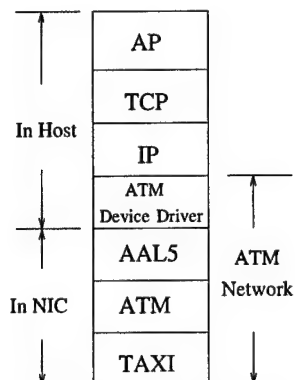 AP
TCP
In Host
IP
ATM
Device Driver
AAL5
ATM
Network
In NIC
ATM
TAXI